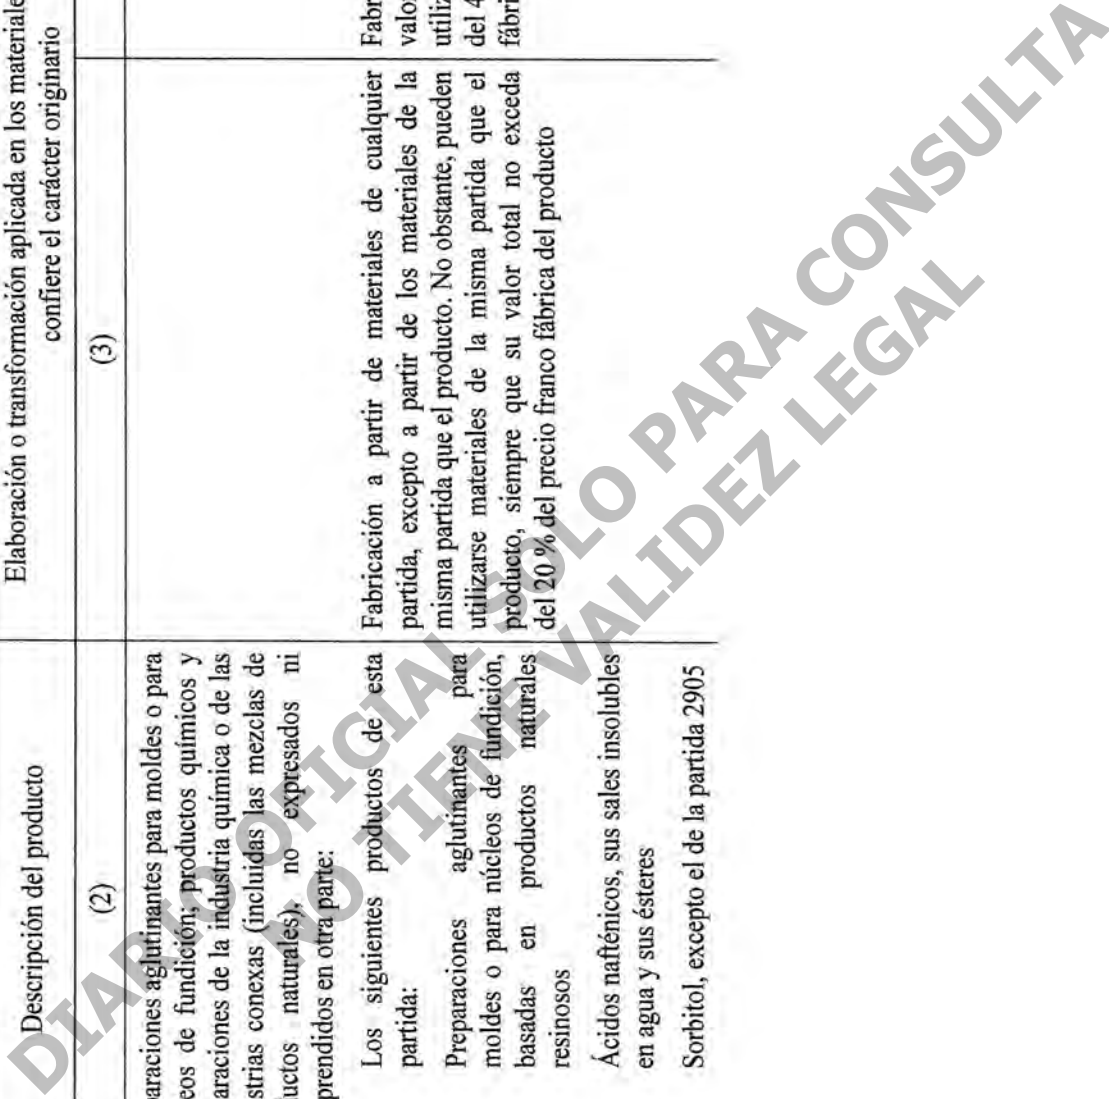 Descripción del producto
Elaboración o transformación aplicada en los materiale
confiere el carácter originario
(2)
(3)
araciones aglutinantes para moldes o para
eos de fundición; productos químicos y
araciones de la industria química o de las
strias conexas (incluidas las mezclas de
uctos naturales), no expresados ni
prendidos en otra parte:
Los siguientes productos de esta
partida:
Preparaciones aglutinantes para
moldes o para núcleos de fundición,
basadas en productos naturales
resinosos
Ácidos nafténicos, sus sales insolubles
en agua y sus ésteres
Sorbitol, excepto el de la partida 2905
Fabricación a partir de materiales de cualquier
partida, excepto a partir de los materiales de la
misma partida que el producto. No obstante, pueden
utilizarse materiales de la misma partida que el
producto, siempre que su valor total no exceda
del 20 % del precio franco fábrica del producto
Fabr
valo
utiliz
del 4
fábri
DIARIO OFICIAL SOLO PARA CONSULTA
NO TIENE VALIDEZ LEGAL